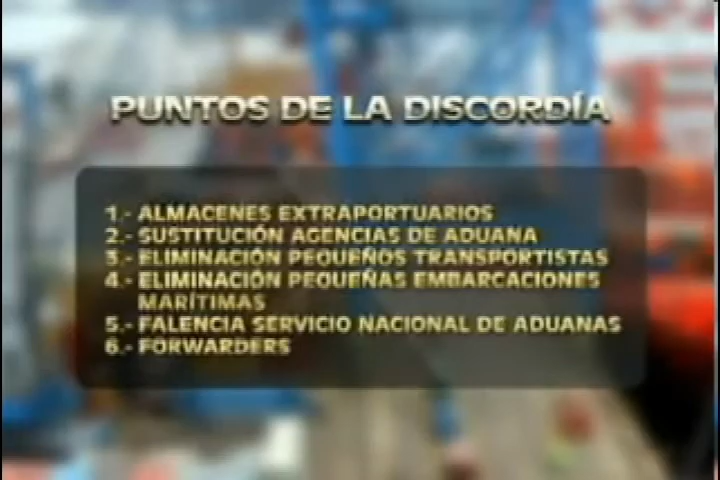 PUNTOS DE LA DISCORDÍA
1.- ALMACENES EXTRAPORTUARIOS
2.- SUSTITUCIÓN AGENCIAS DE ADUANA
3.- ELIMINACIÓN PEQUEÑOS TRANSPORTISTAS
4.- ELIMINACIÓN PEQUEÑAS EMBARCACIONES
MARÍTIMAS
5.- FALENCIA SERVICIO NACIONAL DE ADUANAS
6.- FORWARDERS